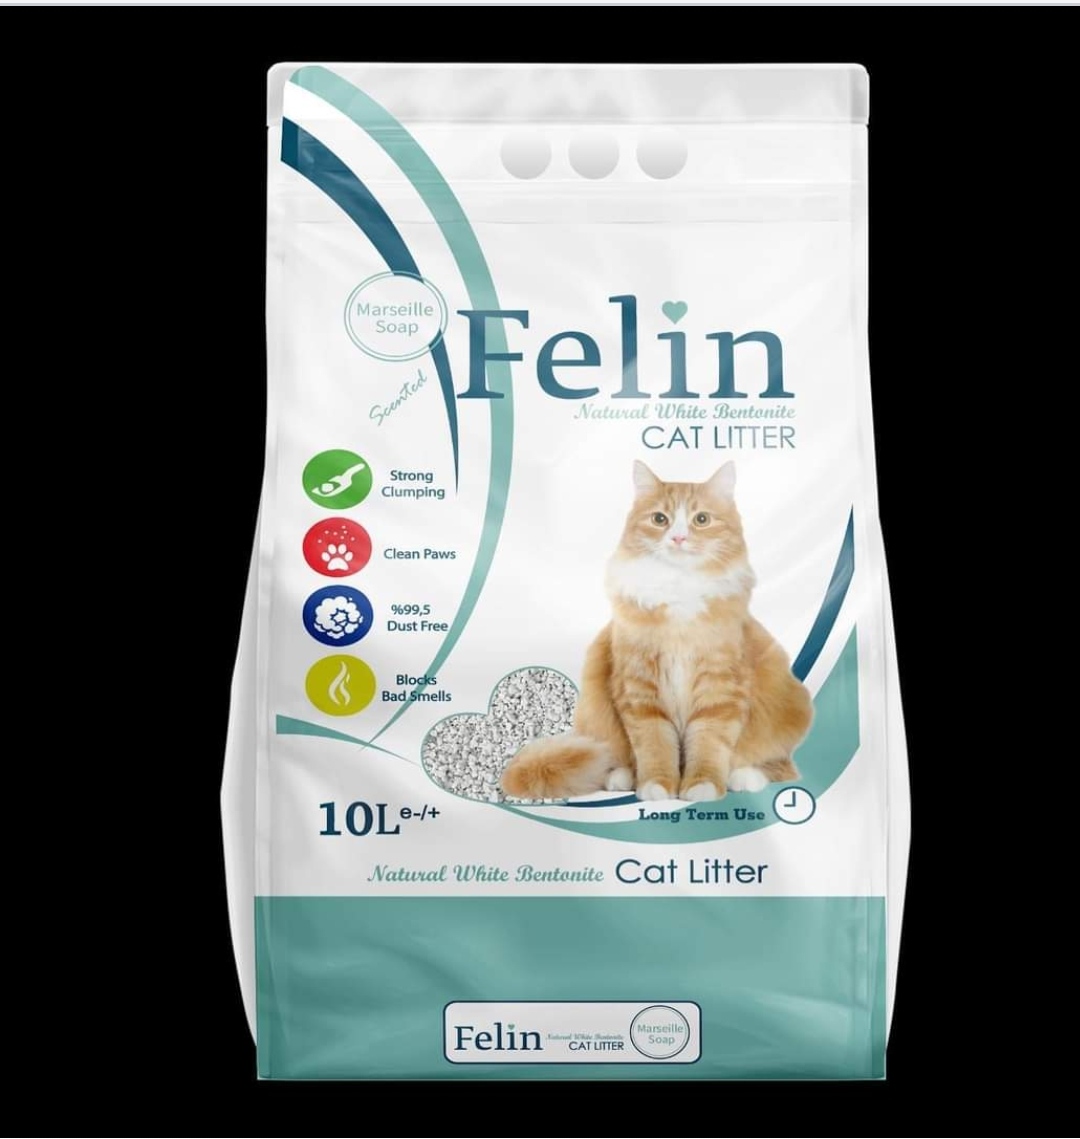 Marseille
Soap
Scented
Felin
Natural White Bentonite
CAT LITTER
Strong
Clumping
Clean Paws
%99,5
Dust Free
Blocks
Bad Smells
10L e-/+
Long Term Use
Natural White Bentonite Cat Litter
Felin
Natural White Bentonite
CAT LITTER
Marseille
Soap